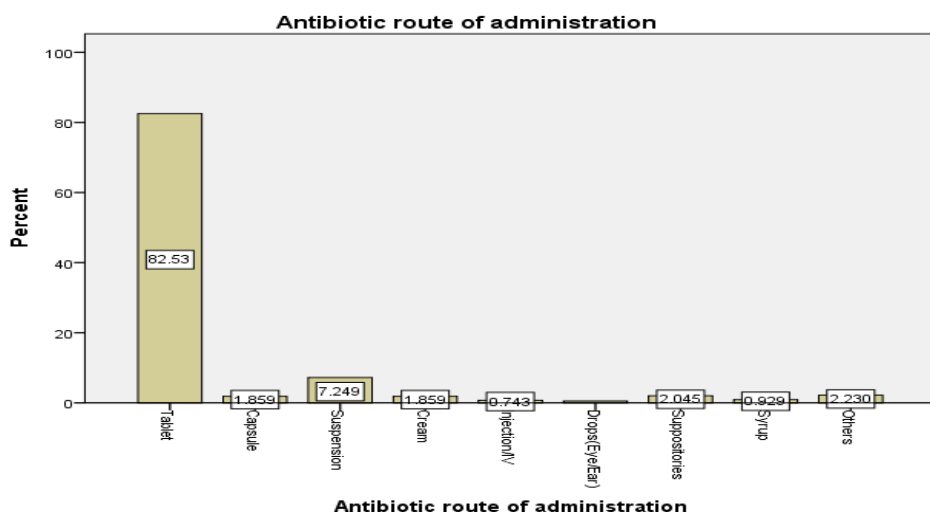 Antibiotic route of administration
Percent
100
80
60
40
20
0
82.53
1.859
7.249
1.859
0.743
2.045
0.929
2.230
Tablet
Capsule
Suspension
Cream
Injection/IV
Drops(Eye/Ear)
Suppositories
Syrup
Others
Antibiotic route of administration